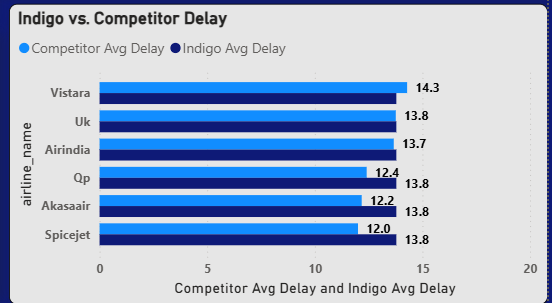 Indigo vs. Competitor Delay
Competitor Avg Delay Indigo Avg Delay
airline_name
Vistara 14.3
Uk 13.8
Airindia 13.7
Qp 12.4
13.8
Akasaair 12.2
13.8
Spicejet 12.0
13.8
0 5 10 15 20
Competitor Avg Delay and Indigo Avg Delay